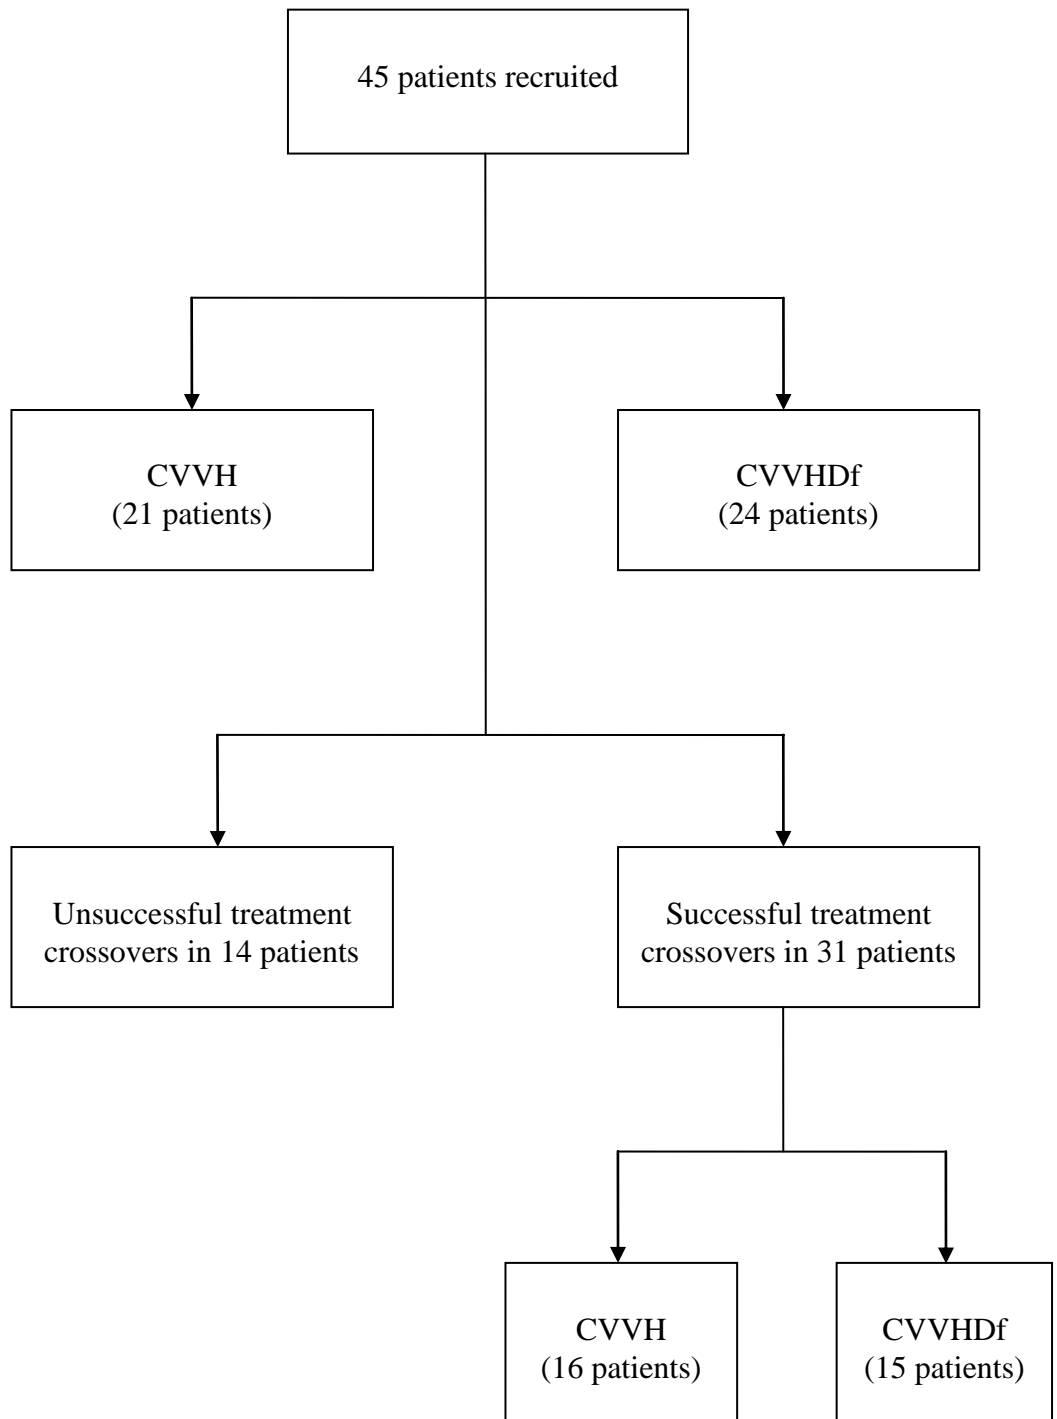 45 patients recruited
CVVH
(21 patients)
CVVHDf
(24 patients)
Unsuccessful treatment
crossovers in 14 patients
Successful treatment
crossovers in 31 patients
CVVH
(16 patients)
CVVHDf
(15 patients)